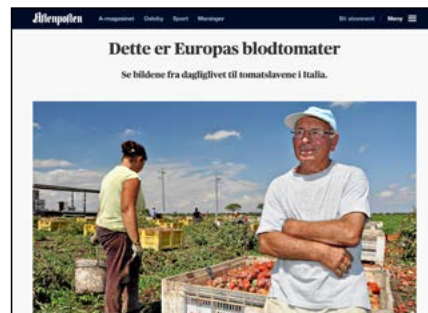 Aftenposten A-magasinet Osloby Sport Meninger Bli abonnent Meny
Dette er Europas blodtomater
Se bildene fra dagliglivet til tomatslavene i Italia.